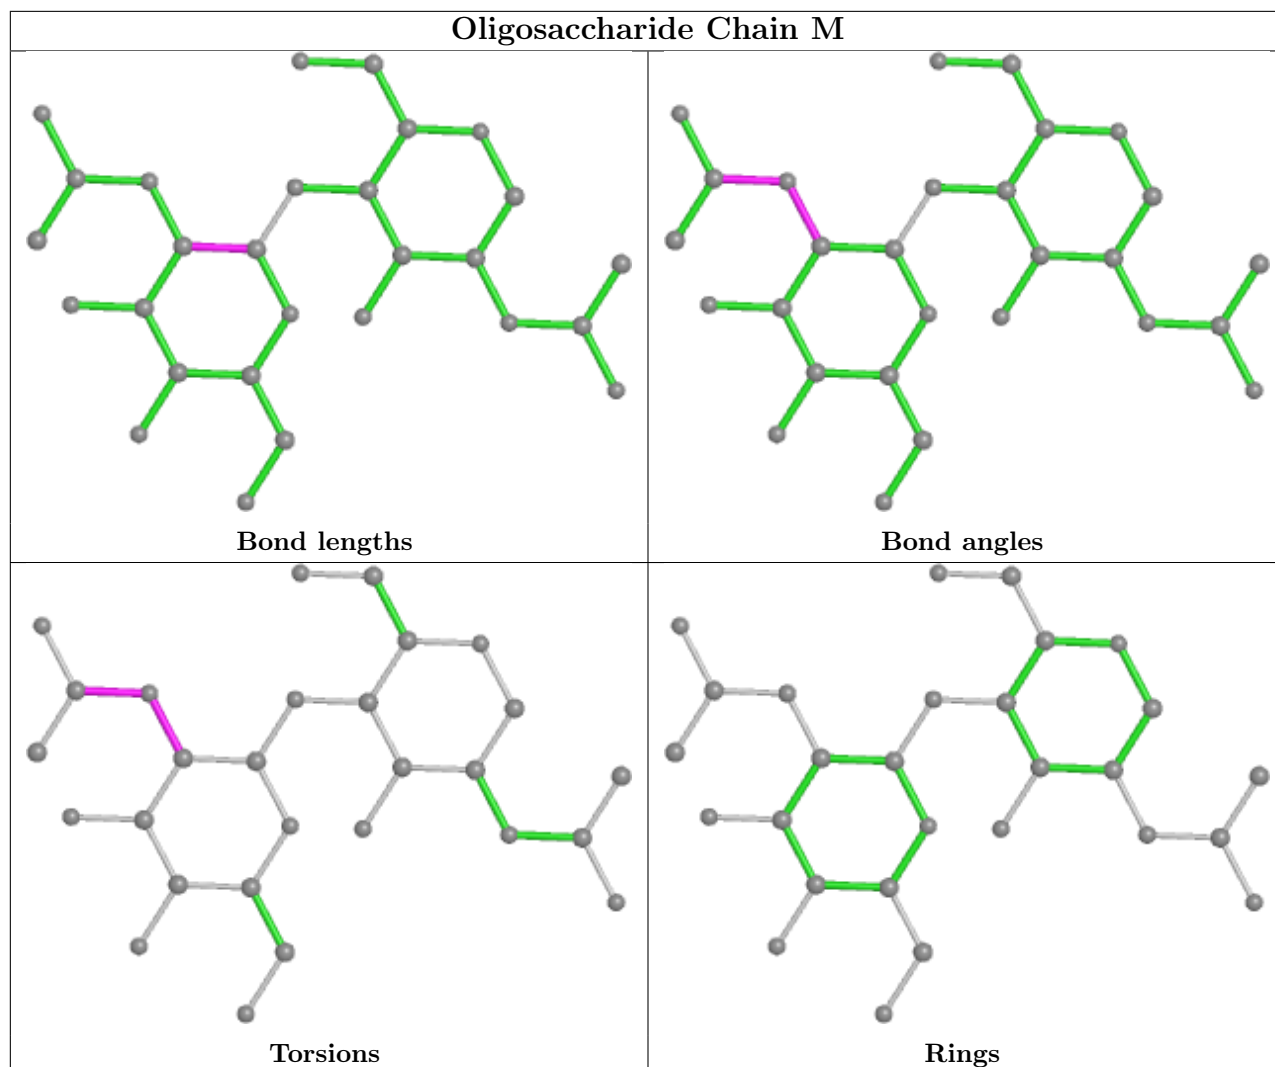 Oligosaccharide Chain M
Bond lengths
Bond angles
Torsions
Rings